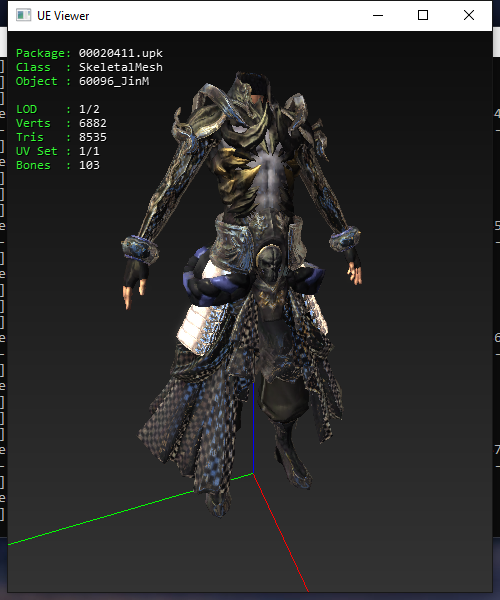 UE Viewer
Package: 00020411.upk
Class : SkeletalMesh
Object : 60096_JinM
LOD : 1/2
Verts : 6882
Tris : 8535
UV Set : 1/1
Bones : 103